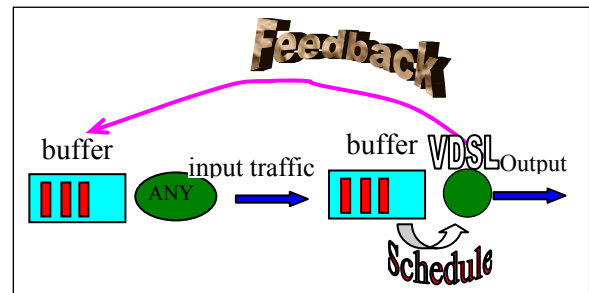 Feedback
buffer
buffer
VDSL
input traffic
Output
ANY
Schedule